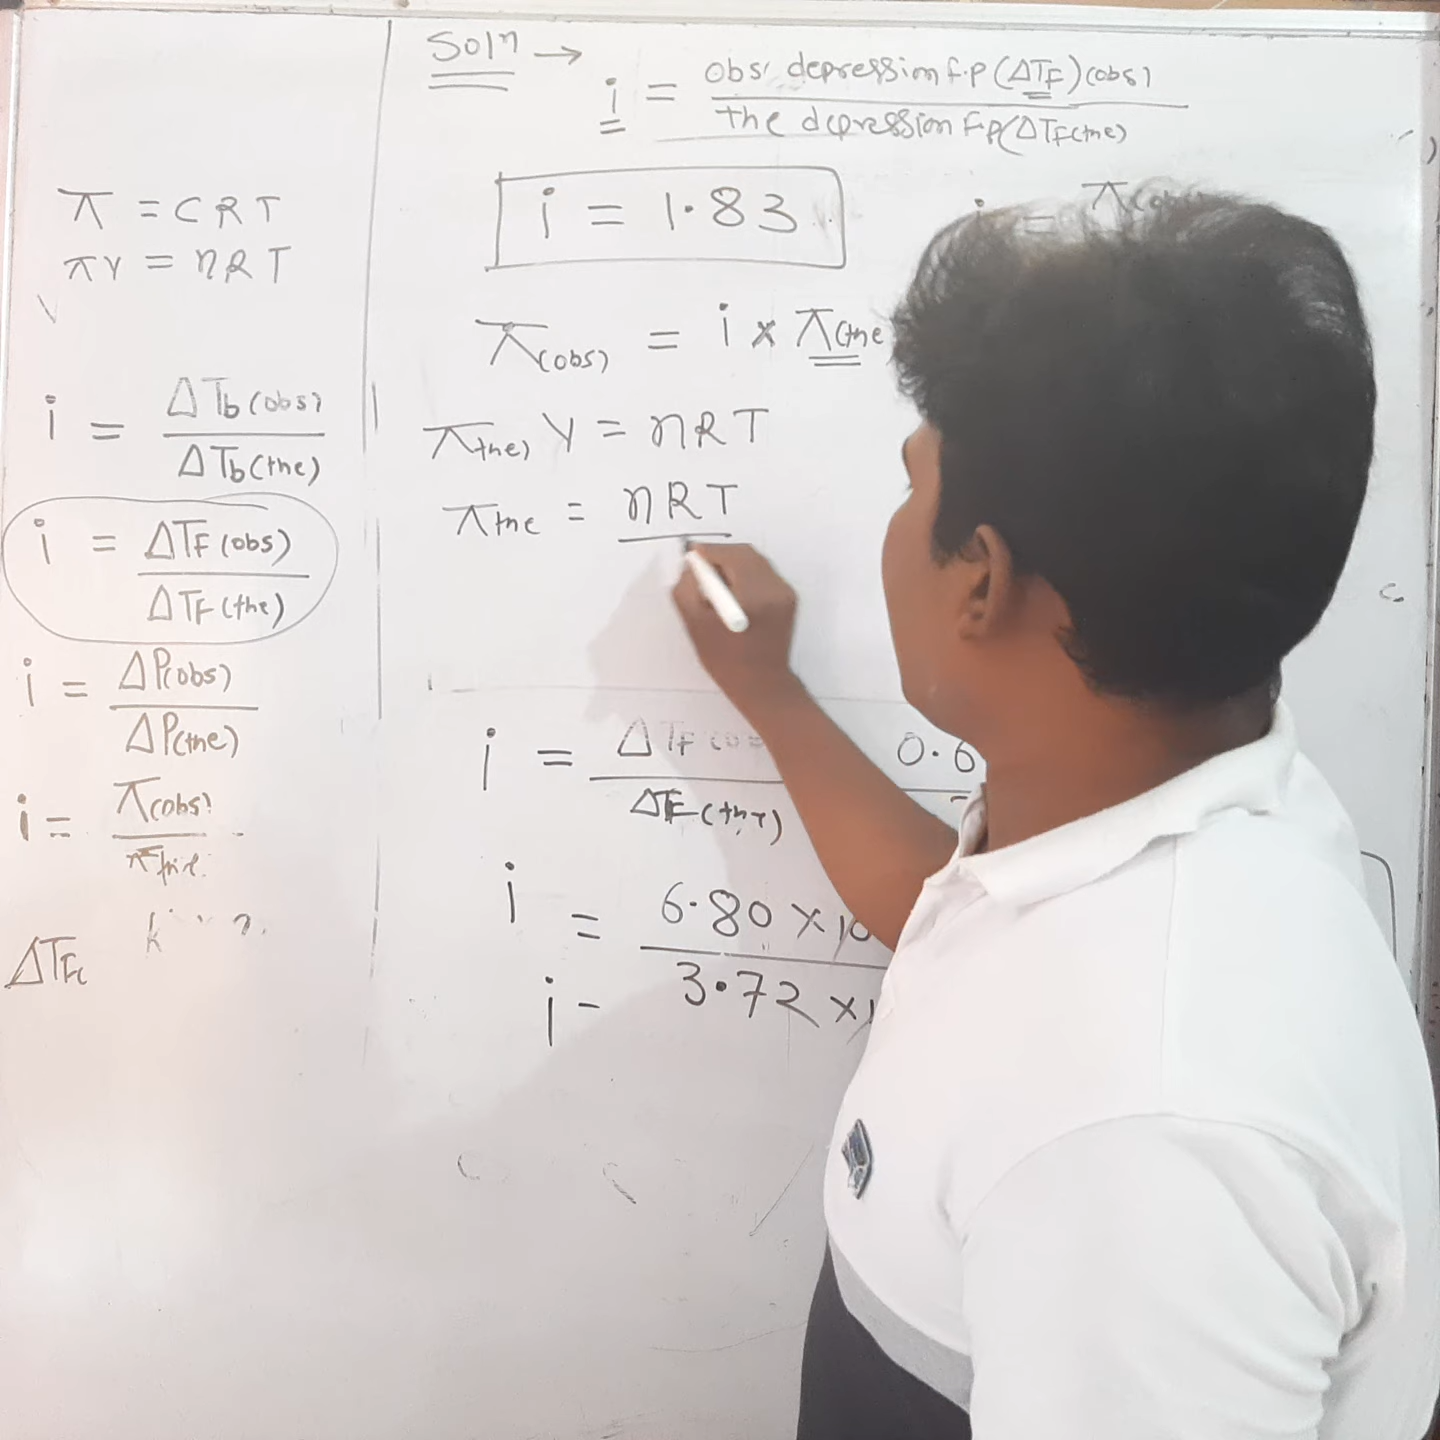 π = CRT
πV = nRT
i = ΔTb(obs) / ΔTb(the)
i = ΔTF(obs) / ΔTF(the)
i = ΔP(obs) / ΔP(the)
i = π(obs) /
ΔTF
Soln →
i = obs' depression f.p (ΔTF)(obs) / the depression F.p(ΔTF(the)
i = 1.83
i = π(obs
π(obs) = i × π(the
π(the) V = nRT
πthe = nRT
i = ΔTF / ΔTF(the) 0.6
i = 6.80 × 10 / 3.72 ×
i =